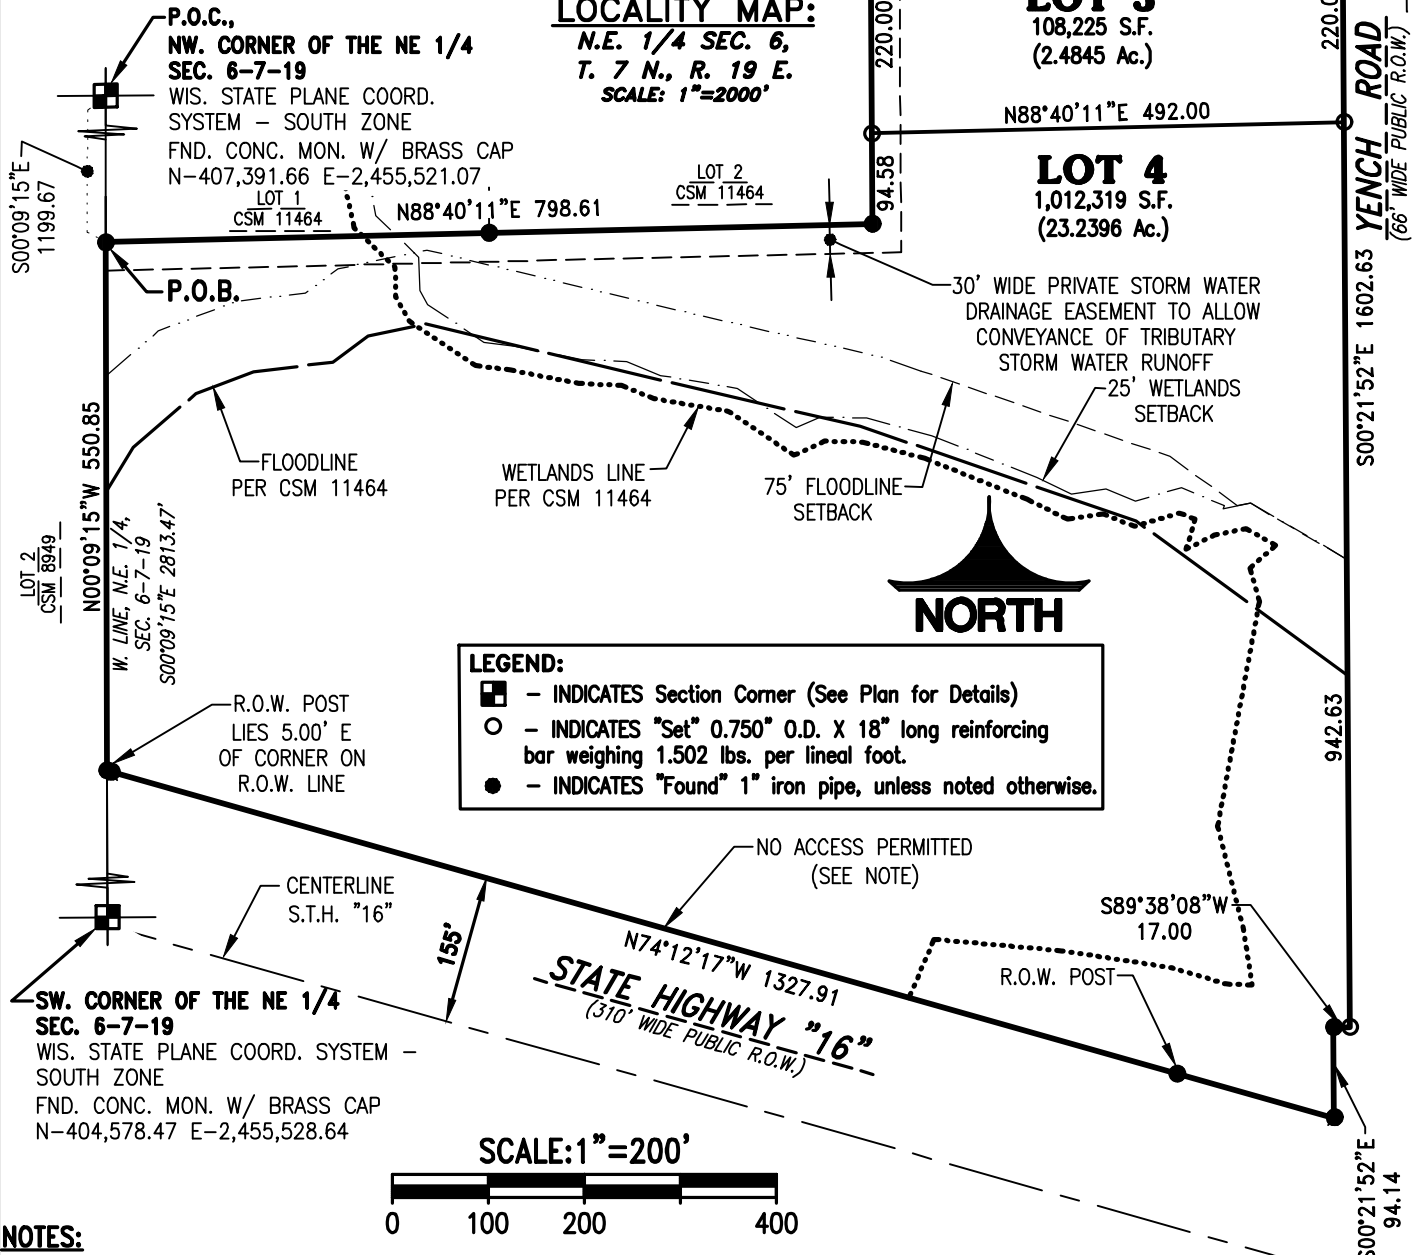 P.O.C.,
NW. CORNER OF THE NE 1/4
SEC. 6-7-19
WIS. STATE PLANE COORD.
SYSTEM - SOUTH ZONE
FND. CONC. MON. W/ BRASS CAP
N-407,391.66 E-2,455,521.07
LOCALITY MAP:
N.E. 1/4 SEC. 6,
T. 7 N., R. 19 E.
SCALE: 1"=2000'
220.00
108,225 S.F.
(2.4845 Ac.)
YENCH ROAD
(66' WIDE PUBLIC R.O.W.)
N88°40'11"E 492.00
LOT 4
1,012,319 S.F.
(23.2396 Ac.)
94.58
S00°09'15"E
1199.67
LOT 1
CSM 11464
N88°40'11"E 798.61
LOT 2
CSM 11464
P.O.B.
30' WIDE PRIVATE STORM WATER
DRAINAGE EASEMENT TO ALLOW
CONVEYANCE OF TRIBUTARY
STORM WATER RUNOFF
25' WETLANDS
SETBACK
S00°21'52"E 1602.63
FLOODLINE
PER CSM 11464
WETLANDS LINE
PER CSM 11464
75' FLOODLINE
SETBACK
N00°09'15"W 550.85
LOT 2
CSM 8949
W. LINE, N.E. 1/4,
SEC. 6-7-19
S00°09'15"E 2813.47'
NORTH
LEGEND:
- INDICATES Section Corner (See Plan for Details)
- INDICATES "Set" 0.750" O.D. X 18" long reinforcing
bar weighing 1.502 lbs. per lineal foot.
- INDICATES "Found" 1" iron pipe, unless noted otherwise.
R.O.W. POST
LIES 5.00' E
OF CORNER ON
R.O.W. LINE
942.63
NO ACCESS PERMITTED
(SEE NOTE)
CENTERLINE
S.T.H. "16"
155'
N74°12'17"W 1327.91
STATE HIGHWAY "16"
(310' WIDE PUBLIC R.O.W.)
S89°38'08"W
17.00
R.O.W. POST
SW. CORNER OF THE NE 1/4
SEC. 6-7-19
WIS. STATE PLANE COORD. SYSTEM -
SOUTH ZONE
FND. CONC. MON. W/ BRASS CAP
N-404,578.47 E-2,455,528.64
S00°21'52"E
94.14
SCALE:1"=200'
0 100 200 400
NOTES: